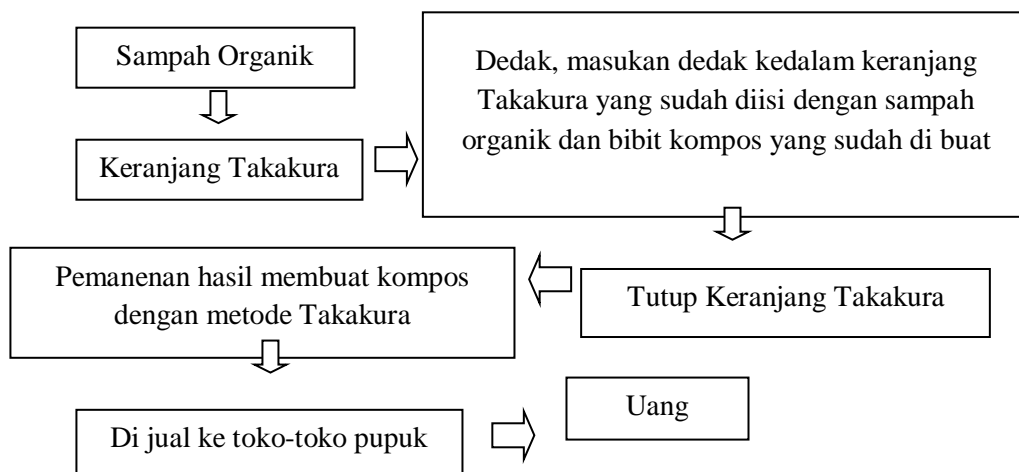 Sampah Organik
Keranjang Takakura
Dedak, masukan dedak kedalam keranjang
Takakura yang sudah diisi dengan sampah
organik dan bibit kompos yang sudah di buat
Tutup Keranjang Takakura
Pemanenan hasil membuat kompos
dengan metode Takakura
Di jual ke toko-toko pupuk
Uang